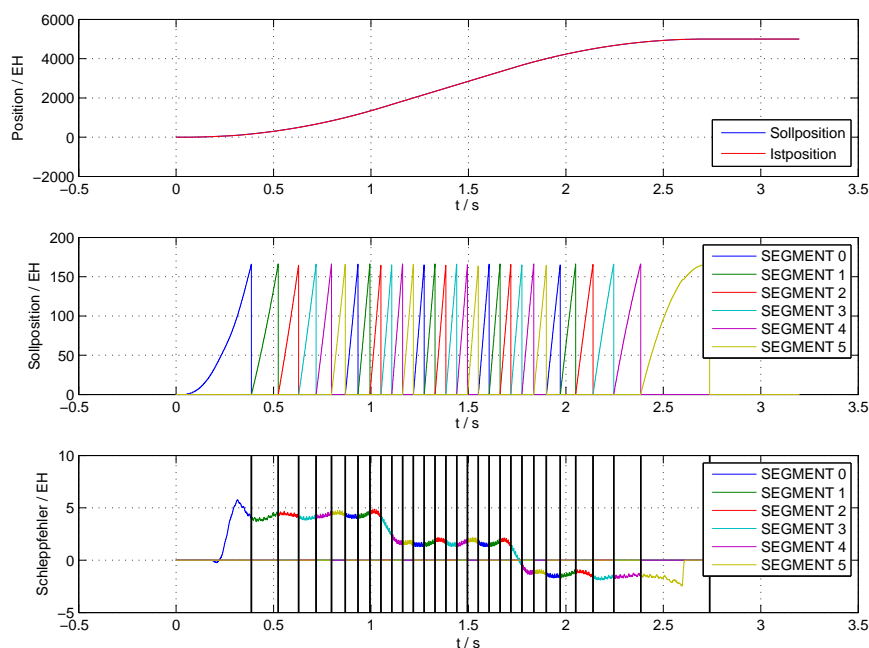 6000
4000
2000
0
−2000
Position / EH
−0.5 0 0.5 1 1.5 2 2.5 3 3.5
t / s
Sollposition
Istposition
200
150
100
50
0
Sollposition / EH
−0.5 0 0.5 1 1.5 2 2.5 3 3.5
t / s
SEGMENT 0
SEGMENT 1
SEGMENT 2
SEGMENT 3
SEGMENT 4
SEGMENT 5
10
5
0
−5
Schleppfehler / EH
−0.5 0 0.5 1 1.5 2 2.5 3 3.5
t / s
SEGMENT 0
SEGMENT 1
SEGMENT 2
SEGMENT 3
SEGMENT 4
SEGMENT 5